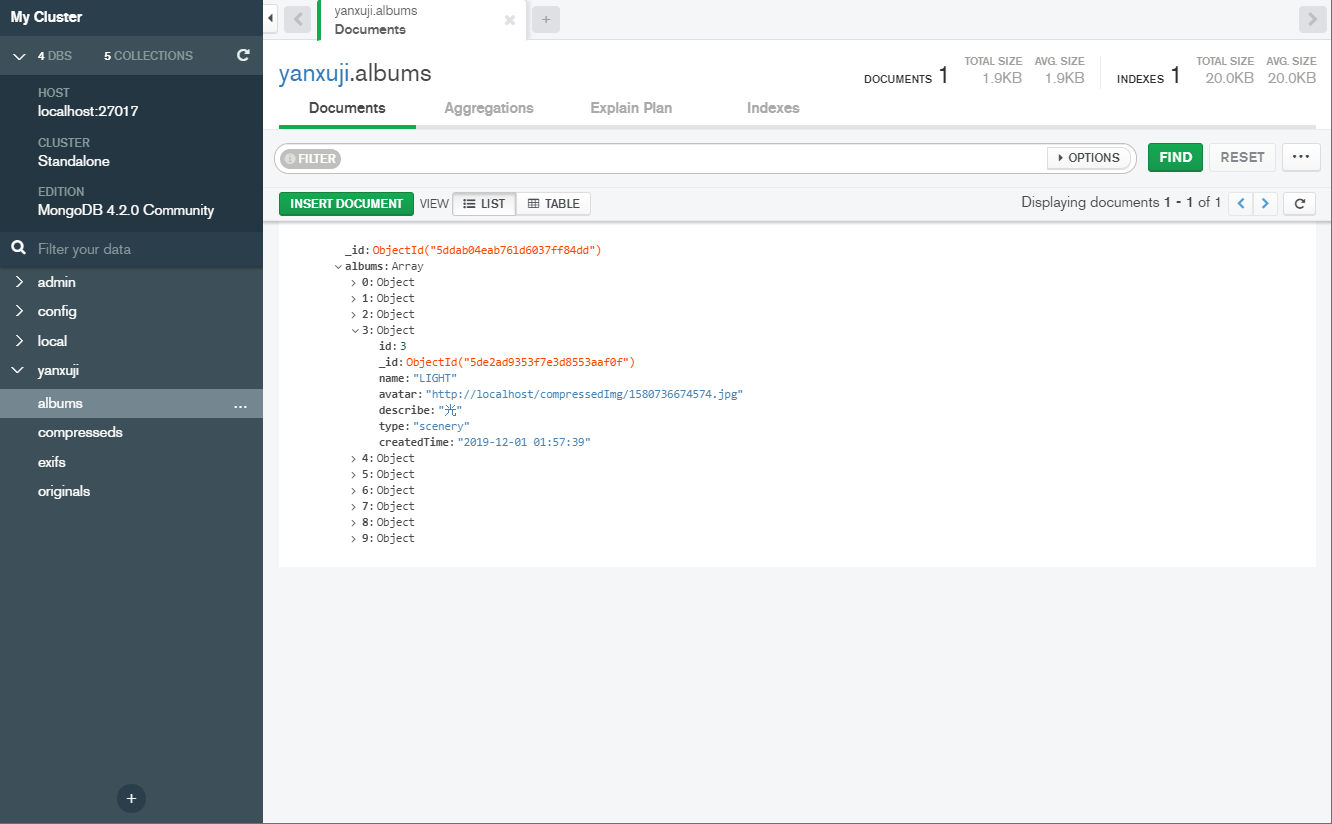 My Cluster
4 DBS 5 COLLECTIONS
HOST
localhost:27017
CLUSTER
Standalone
EDITION
MongoDB 4.2.0 Community
Filter your data
admin
config
local
yanxuji
albums ...
compresseds
exifs
originals
+
yanxuji.albums
Documents
+
yanxuji.albums
DOCUMENTS 1 TOTAL SIZE 1.9KB AVG. SIZE 1.9KB INDEXES 1 TOTAL SIZE 20.0KB AVG. SIZE 20.0KB
Documents Aggregations Explain Plan Indexes
FILTER OPTIONS FIND RESET ...
INSERT DOCUMENT VIEW LIST TABLE Displaying documents 1 - 1 of 1
_id: ObjectId("5ddab04eab761d6037ff84dd")
albums: Array
0: Object
1: Object
2: Object
3: Object
id: 3
_id: ObjectId("5de2ad9353f7e3d8553aaf0f")
name: "LIGHT"
avatar: "http://localhost/compressedImg/1580736674574.jpg"
describe: "光"
type: "scenery"
createdTime: "2019-12-01 01:57:39"
4: Object
5: Object
6: Object
7: Object
8: Object
9: Object